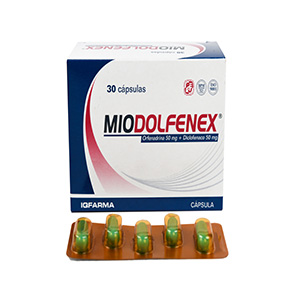 30 cápsulas
MIODOLFENEX®
Orfenadrina 50 mg + Diclofenaco 50 mg
IQFARMA
CÁPSULA